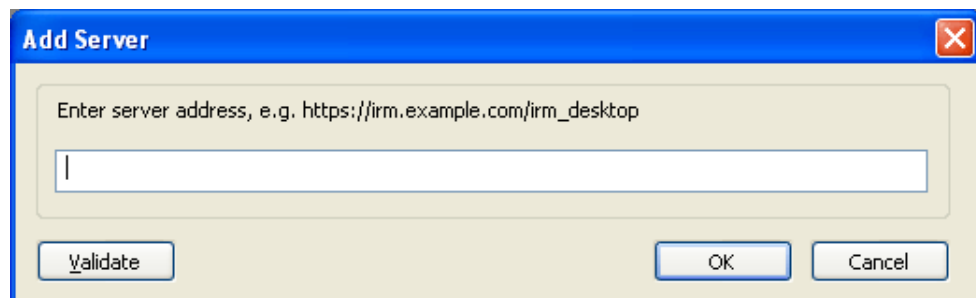 Add Server
Enter server address, e.g. https://irm.example.com/irm_desktop
Validate OK Cancel